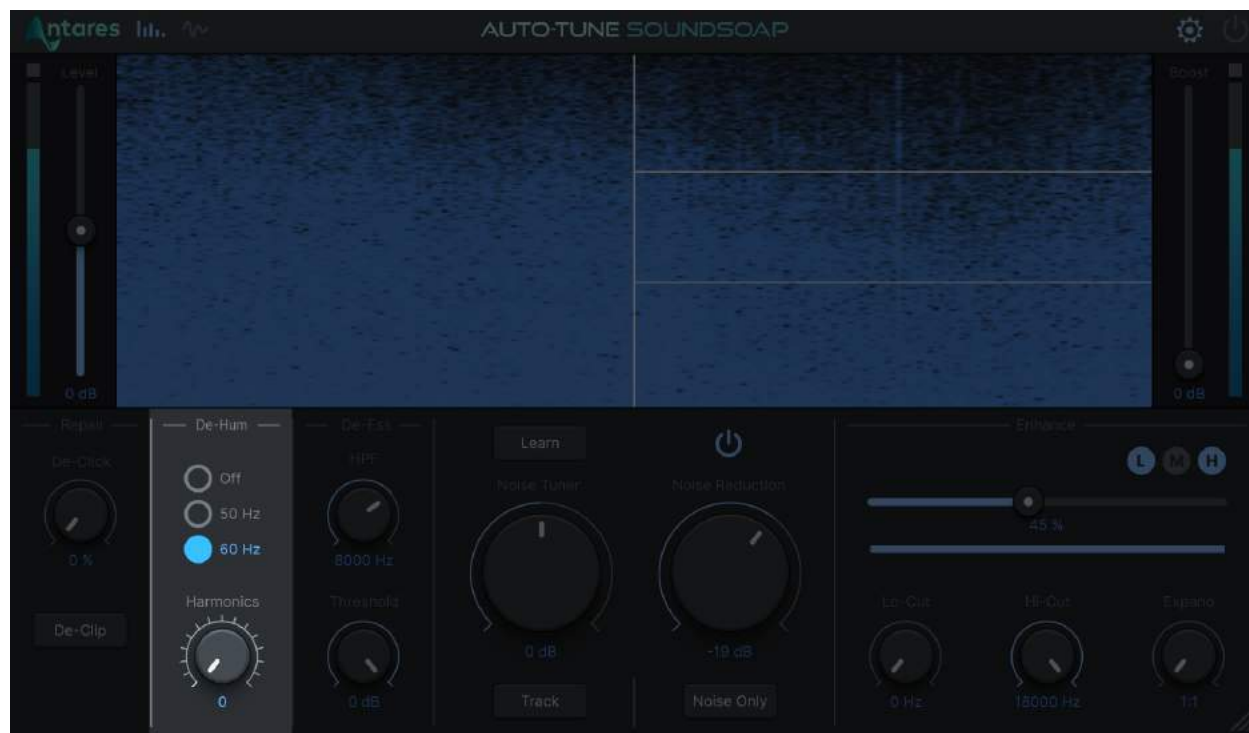 Antares
AUTO-TUNE SOUNDSOAP
Level
Boost
0 dB
0 dB
Repair
De-Click
0 %
De-Clip
De-Hum
Off
50 Hz
60 Hz
Harmonics
0
De-Ess
HPF
8000 Hz
Threshold
0 dB
Learn
Noise Tuner
0 dB
Track
Noise Reduction
-19 dB
Noise Only
Enhance
L M H
45 %
Lo-Cut
0 Hz
Hi-Cut
18000 Hz
Expand
1:1